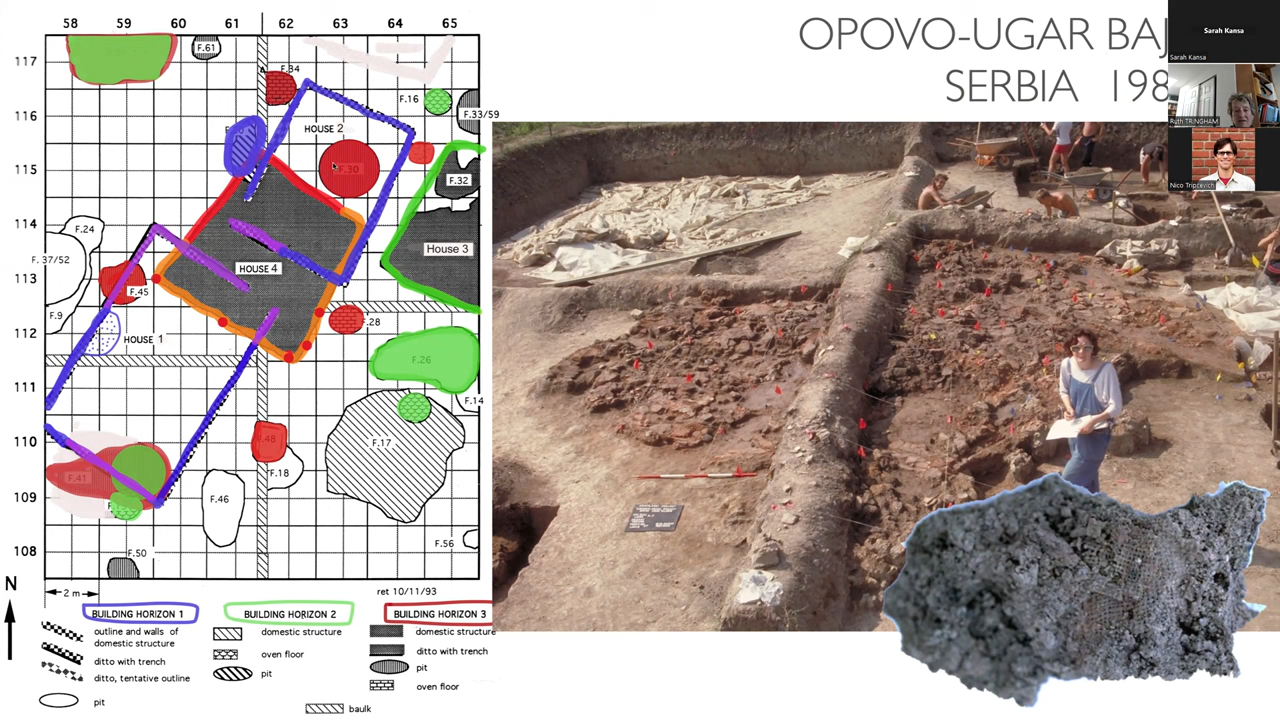 58 59 60 61 62 63 64 65
OPOVO-UGAR BAJ
SERBIA 198
Sarah Kansa
Sarah Kansa
Ruth TRINGHAM
Nico Tripcevich
117
116
115
114
113
112
111
110
109
108
F.61
F.34
F.16
F.33/59
HOUSE 2
F.30
F.32
F.24
House 3
F.37/52
HOUSE 4
F.45
F.9
F.28
HOUSE 1
F.26
F.14
F.48
F.17
F.41
F.18
F.46
F.56
F.50
N
2 m
ret 10/11/93
BUILDING HORIZON 1
outline and walls of
domestic structure
ditto with trench
ditto, tentative outline
pit
BUILDING HORIZON 2
domestic structure
oven floor
pit
BUILDING HORIZON 3
domestic structure
ditto with trench
pit
oven floor
baulk